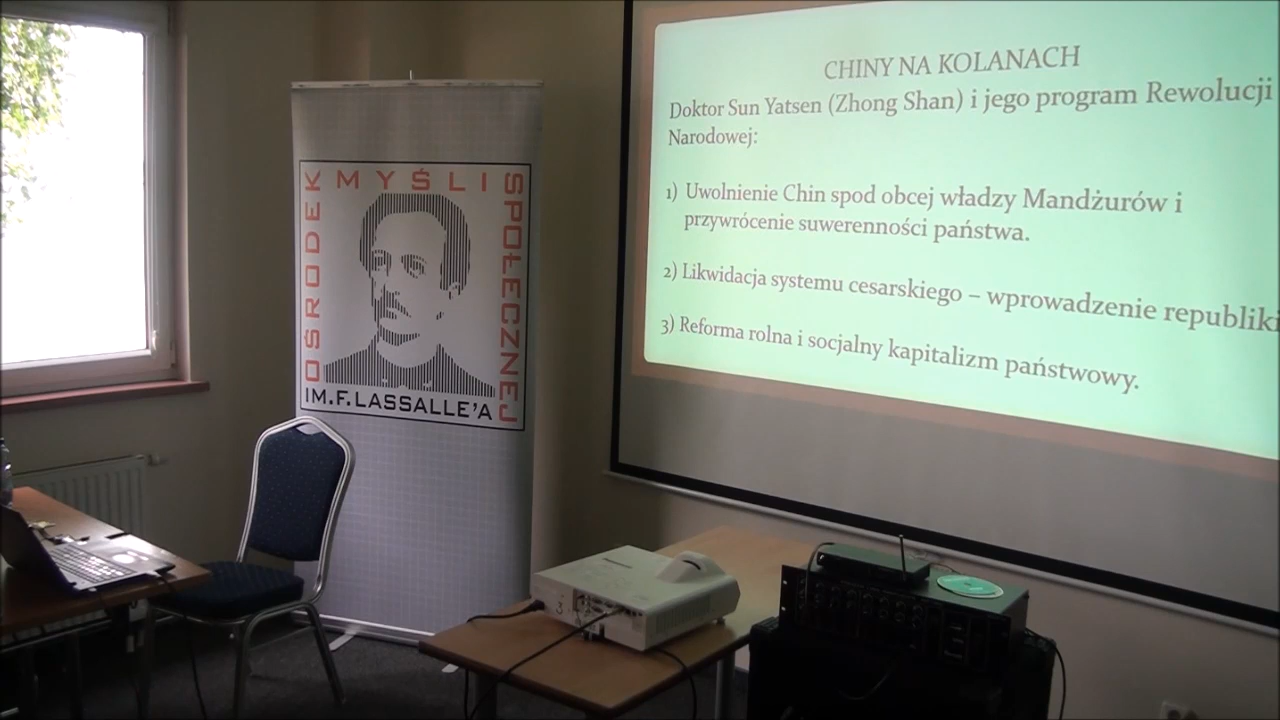 OŚRODEK
MYŚLI
SPOŁECZNEJ
IM.F.LASSALLE'A
CHINY NA KOLANACH
Doktor Sun Yatsen (Zhong Shan) i jego program Rewolucji
Narodowej:
1) Uwolnienie Chin spod obcej władzy Mandżurów i
przywrócenie suwerenności państwa.
2) Likwidacja systemu cesarskiego – wprowadzenie republiki
3) Reforma rolna i socjalny kapitalizm państwowy.
3